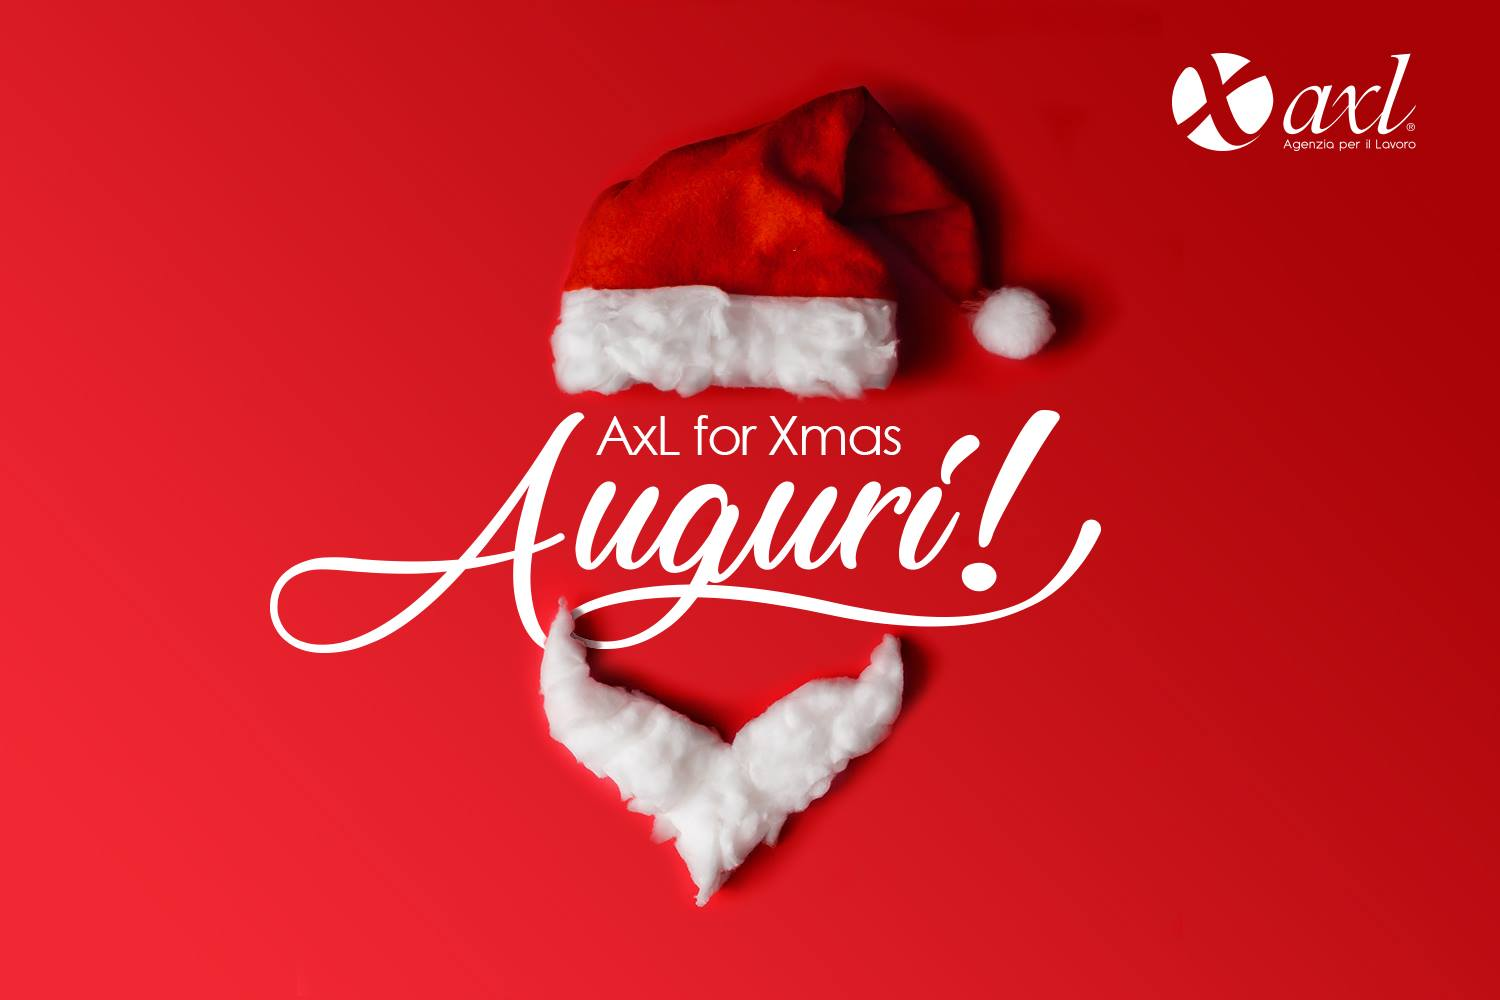 axl®
Agenzia per il Lavoro
AxL for Xmas
Auguri!